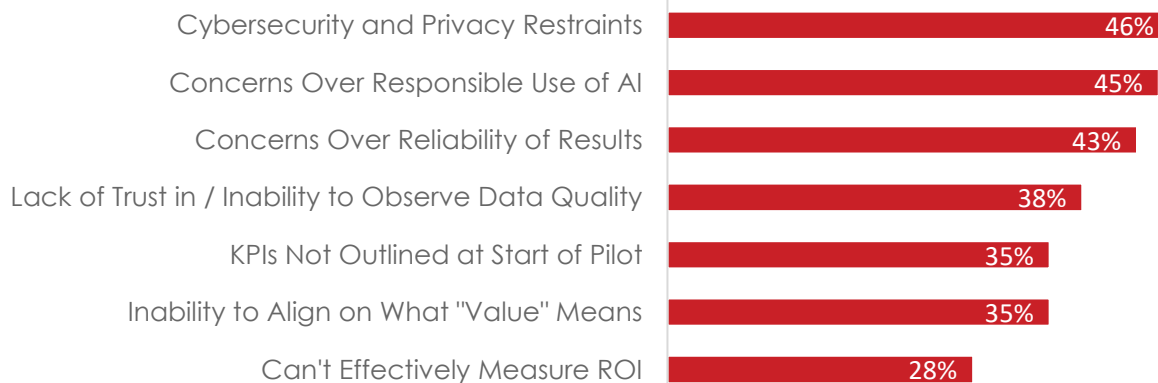 Cybersecurity and Privacy Restraints 46%
Concerns Over Responsible Use of AI 45%
Concerns Over Reliability of Results 43%
Lack of Trust in / Inability to Observe Data Quality 38%
KPIs Not Outlined at Start of Pilot 35%
Inability to Align on What "Value" Means 35%
Can't Effectively Measure ROI 28%